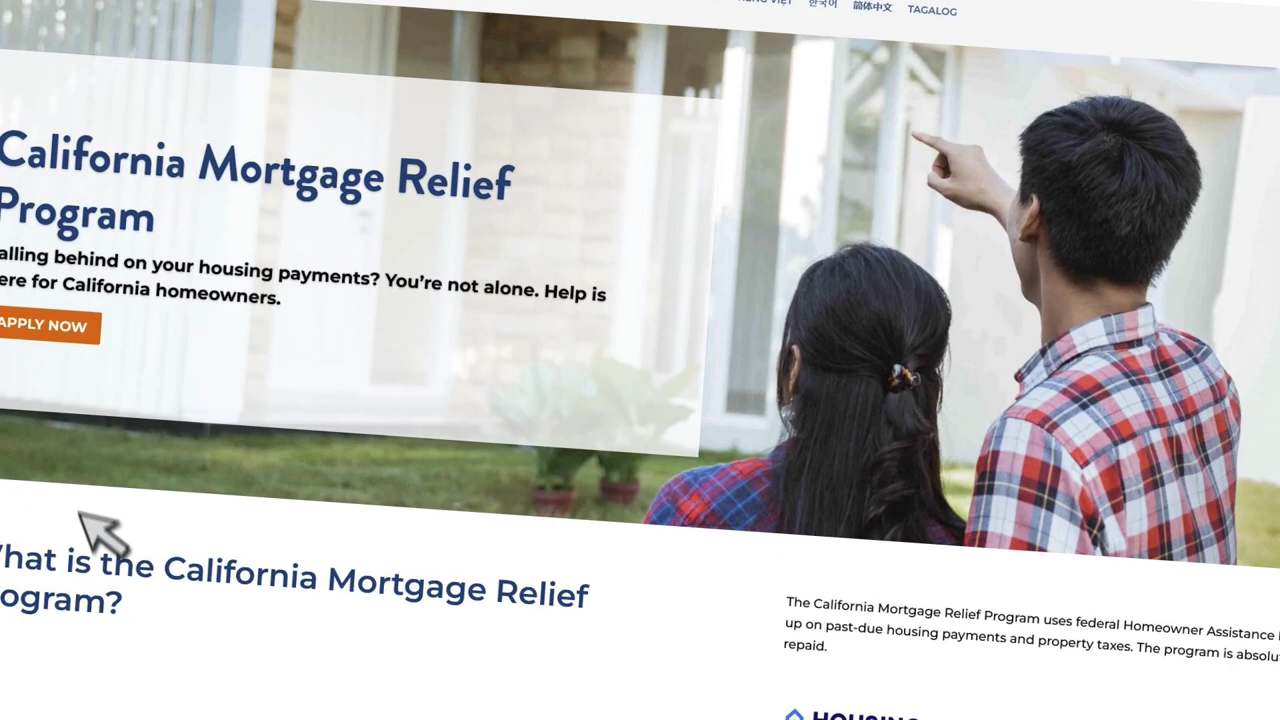 한국어 简体中文 TAGALOG
California Mortgage Relief
Program
alling behind on your housing payments? You’re not alone. Help is
ere for California homeowners.
APPLY NOW
hat is the California Mortgage Relief
ogram?
The California Mortgage Relief Program uses federal Homeowner Assistance
up on past-due housing payments and property taxes. The program is absolu
repaid.